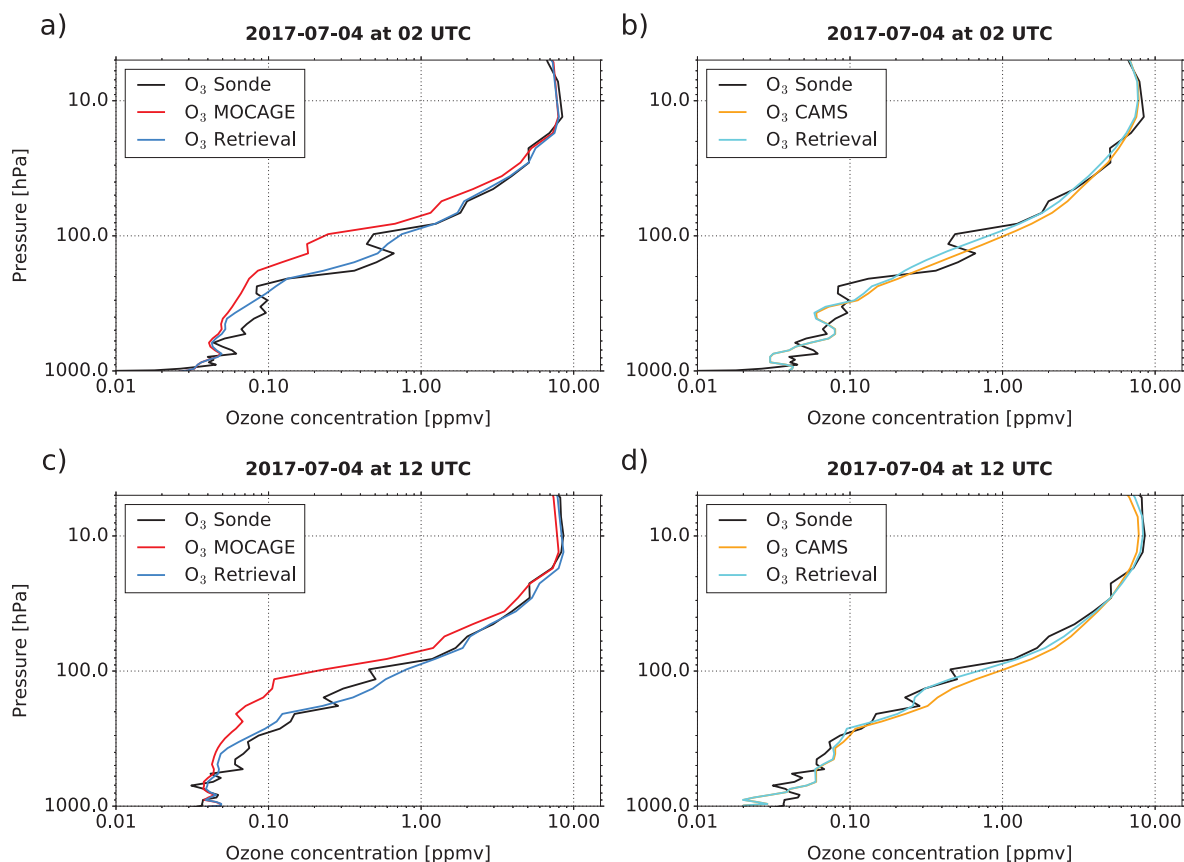 a)
2017-07-04 at 02 UTC
O₃ Sonde
O₃ MOCAGE
O₃ Retrieval
10.0
100.0
1000.0
Pressure [hPa]
0.01
0.10
1.00
10.00
Ozone concentration [ppmv]
b)
2017-07-04 at 02 UTC
O₃ Sonde
O₃ CAMS
O₃ Retrieval
10.0
100.0
1000.0
0.01
0.10
1.00
10.00
Ozone concentration [ppmv]
c)
2017-07-04 at 12 UTC
O₃ Sonde
O₃ MOCAGE
O₃ Retrieval
10.0
100.0
1000.0
Pressure [hPa]
0.01
0.10
1.00
10.00
Ozone concentration [ppmv]
d)
2017-07-04 at 12 UTC
O₃ Sonde
O₃ CAMS
O₃ Retrieval
10.0
100.0
1000.0
0.01
0.10
1.00
10.00
Ozone concentration [ppmv]